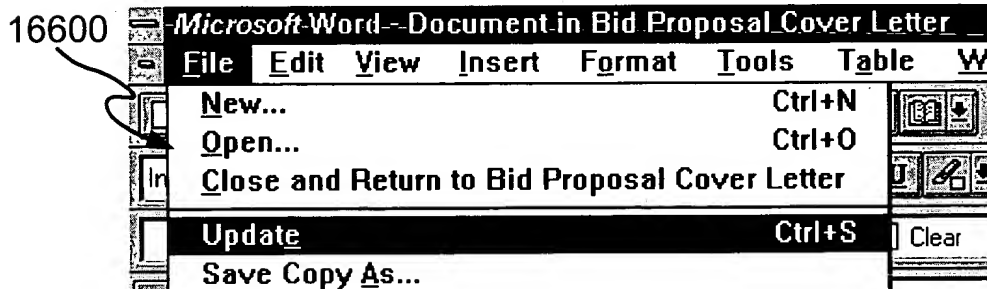 16600
Microsoft Word - Document in Bid Proposal Cover Letter
File Edit View Insert Format Tools Table W
New... Ctrl+N
Open... Ctrl+O
In
Close and Return to Bid Proposal Cover Letter U
Update Ctrl+S Clear
Save Copy As...